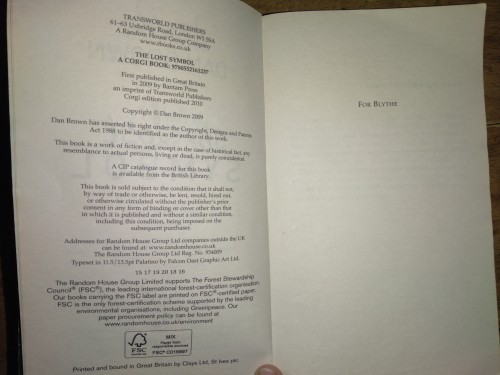 TRANSWORLD PUBLISHERS
61–63 Uxbridge Road, London W5 5SA
A Random House Group Company
www.rbooks.co.uk
THE LOST SYMBOL
A CORGI BOOK: 9780552161237
First published in Great Britain
in 2009 by Bantam Press
an imprint of Transworld Publishers
Corgi edition published 2010
Copyright © Dan Brown 2009
Dan Brown has asserted his right under the Copyright, Designs and Patents
Act 1988 to be identified as the author of this work.
This book is a work of fiction and, except in the case of historical fact, any
resemblance to actual persons, living or dead, is purely coincidental.
A CIP catalogue record for this book
is available from the British Library.
This book is sold subject to the condition that it shall not,
by way of trade or otherwise, be lent, resold, hired out,
or otherwise circulated without the publisher's prior
consent in any form of binding or cover other than that
in which it is published and without a similar condition,
including this condition, being imposed on the
subsequent purchaser.
Addresses for Random House Group Ltd companies outside the UK
can be found at: www.randomhouse.co.uk
The Random House Group Ltd Reg. No. 954009
Typeset in 11.5/13.5pt Palatino by Falcon Oast Graphic Art Ltd.
15 17 19 20 18 16
The Random House Group Limited supports The Forest Stewardship
Council® (FSC®), the leading international forest-certification organisation.
Our books carrying the FSC label are printed on FSC®-certified paper.
FSC is the only forest-certification scheme supported by the leading
environmental organisations, including Greenpeace. Our
paper procurement policy can be found at
www.randomhouse.co.uk/environment
FSC
MIX
Paper from
responsible sources
FSC® C016897
Printed and bound in Great Britain by Clays Ltd, St Ives plc
FOR BLYTHE